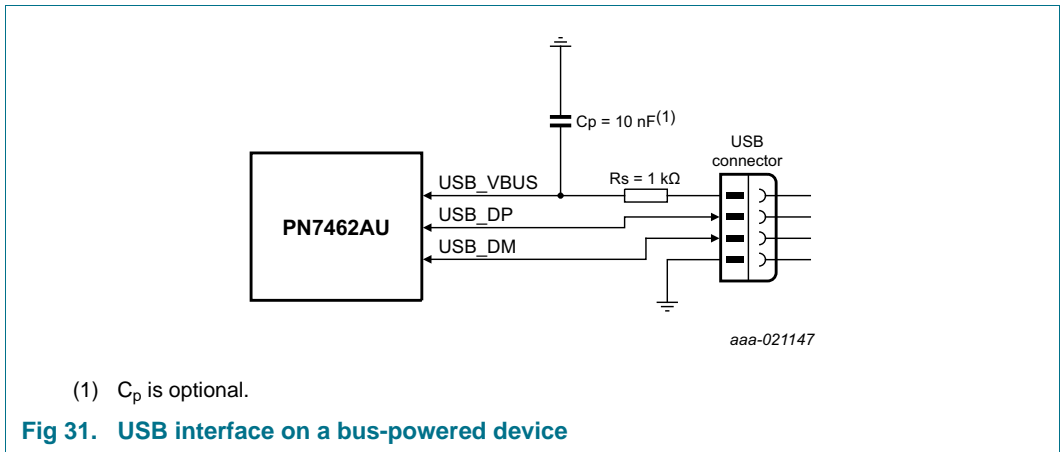 Cp = 10 nF(1)
USB
connector
USB_VBUS
Rs = 1 kΩ
USB_DP
PN7462AU
USB_DM
aaa-021147
(1) Cp is optional.
Fig 31. USB interface on a bus-powered device